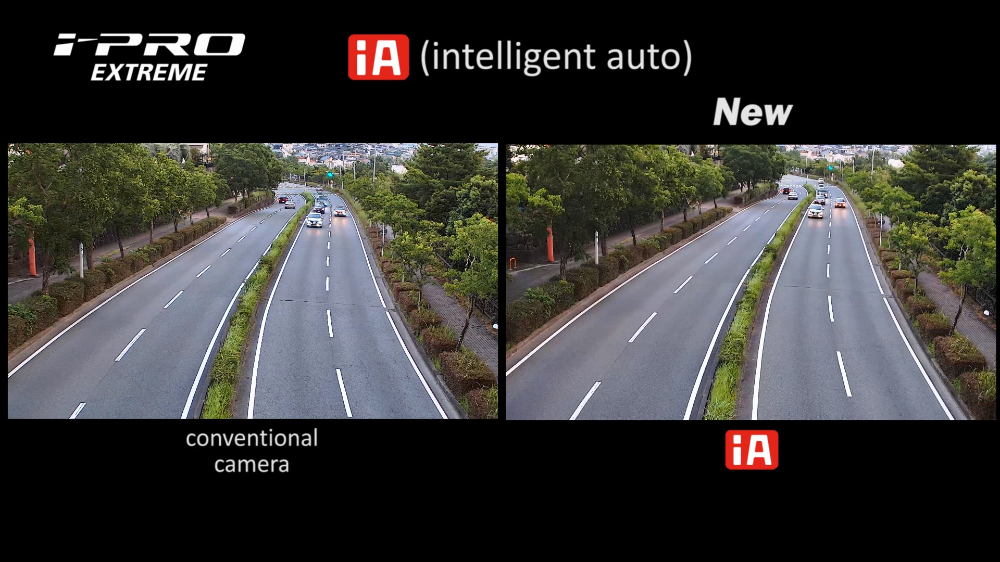 i-PRO
EXTREME
iA (intelligent auto)
New
conventional
camera
iA